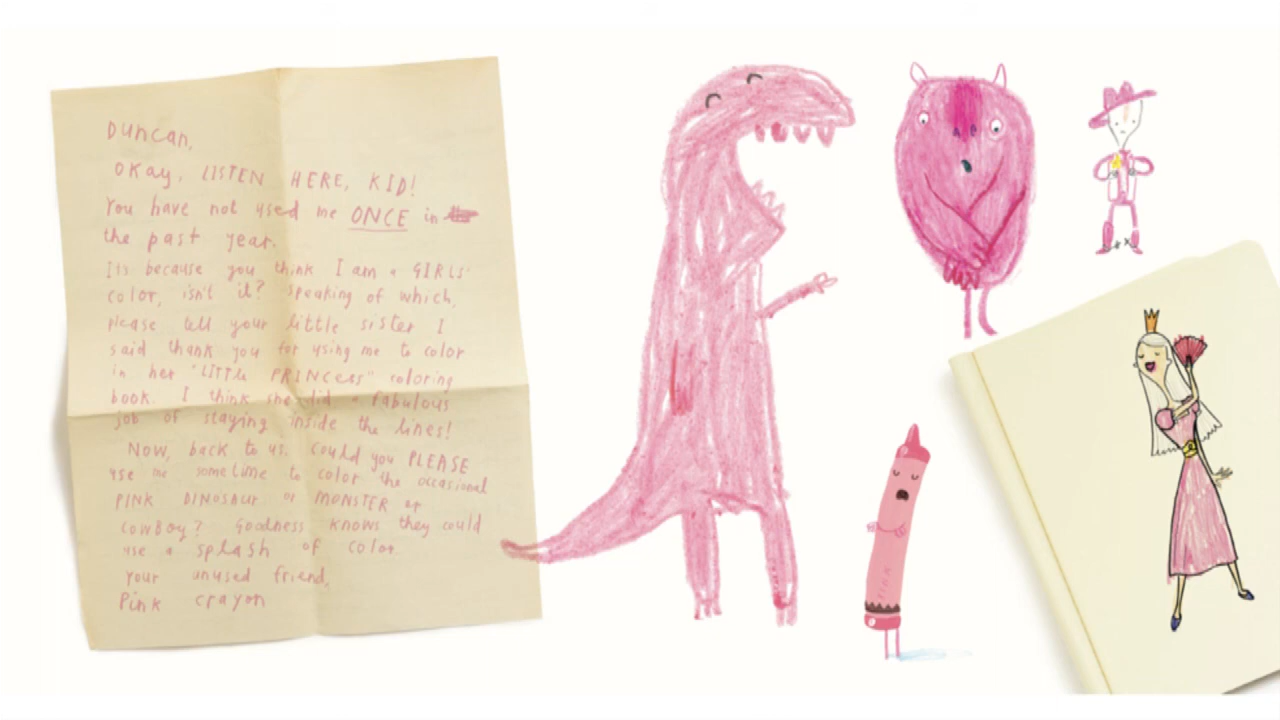 Duncan,
OKay, LISTEN HERE, KID!
You have not used me ONCE in
the past year.
It's because you think I am a GIRLS'
color, isn't it? Speaking of which,
please tell your little sister I
said thank you for using me to color
in her "LITTLE PRINCESS" coloring
book. I think she did a fabulous
job of staying inside the lines!
Now, back to us. Could you PLEASE
use me sometime to color the occasional
PINK DINOSAUR or MONSTER or
COWBOY? Goodness knows they could
use a splash of color.
Your unused friend,
Pink crayon
PINK